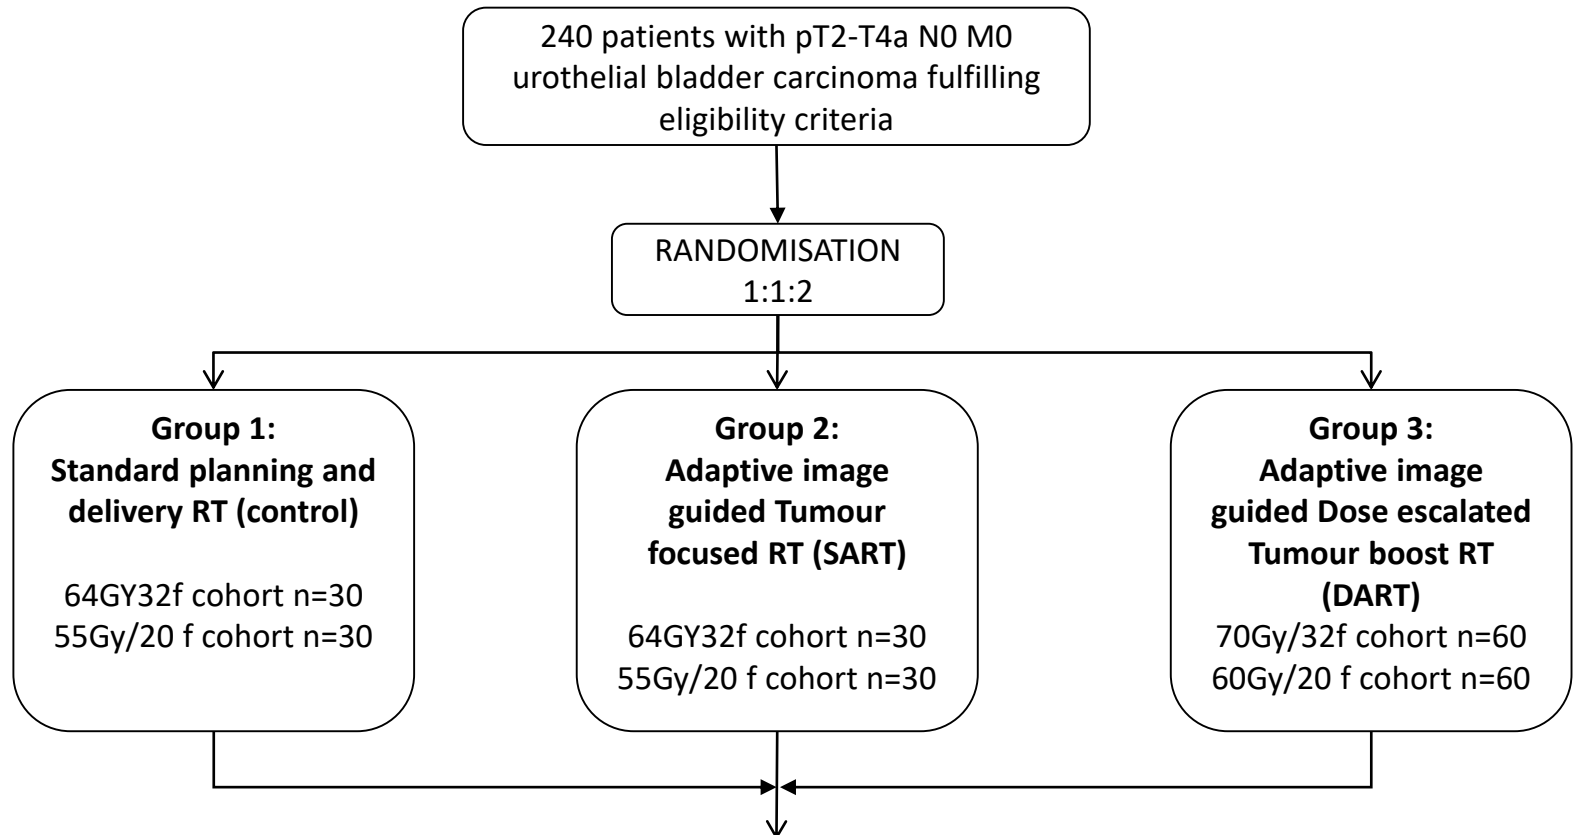 240 patients with pT2-T4a N0 M0
urothelial bladder carcinoma fulfilling
eligibility criteria
RANDOMISATION
1:1:2
Group 1:
Standard planning and
delivery RT (control)
64GY32f cohort n=30
55Gy/20 f cohort n=30
Group 2:
Adaptive image
guided Tumour
focused RT (SART)
64GY32f cohort n=30
55Gy/20 f cohort n=30
Group 3:
Adaptive image
guided Dose escalated
Tumour boost RT
(DART)
70Gy/32f cohort n=60
60Gy/20 f cohort n=60